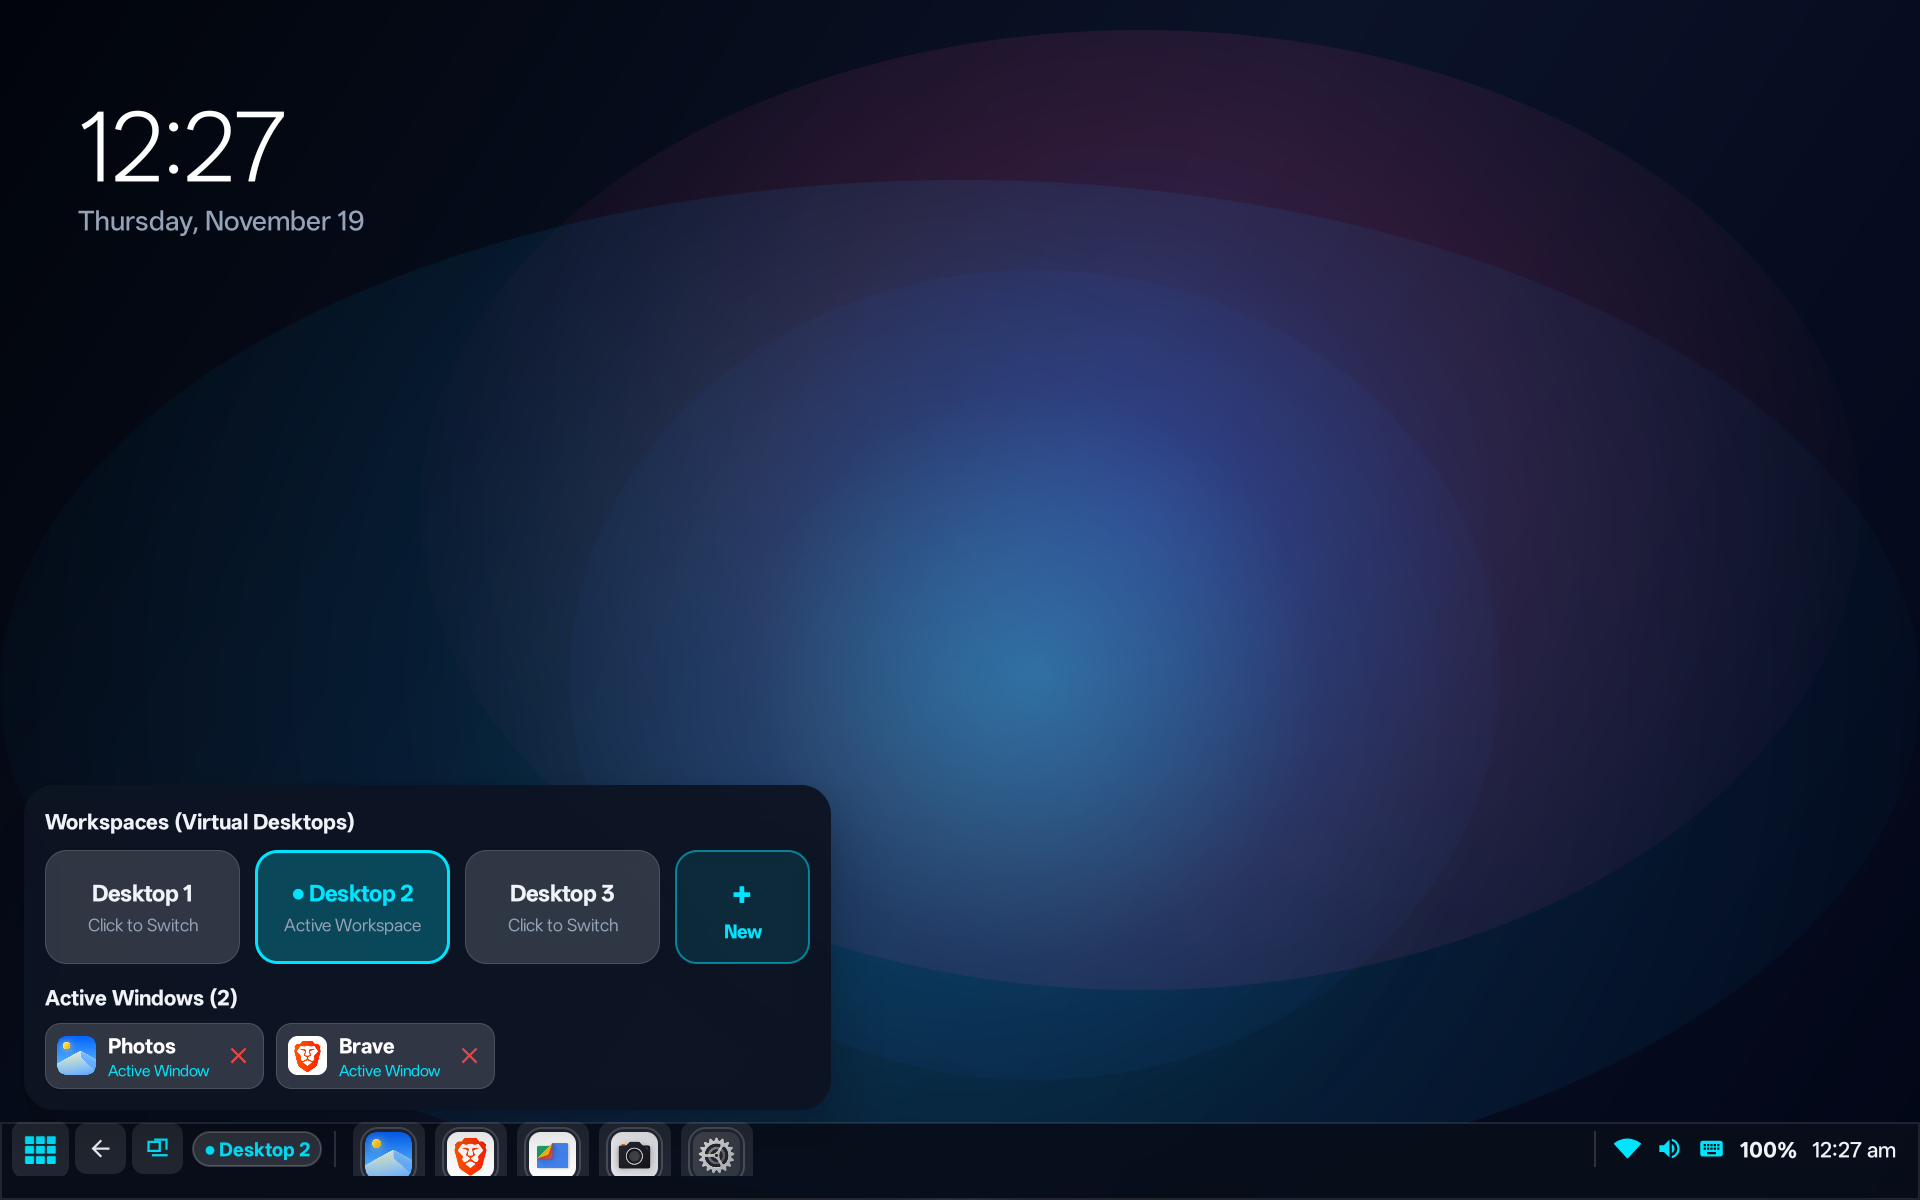 12:27
Thursday, November 19
Workspaces (Virtual Desktops)
Desktop 1
Click to Switch
Desktop 2
Active Workspace
Desktop 3
Click to Switch
+
New
Active Windows (2)
Photos
Active Window
Brave
Active Window
Desktop 2
100%
12:27 am